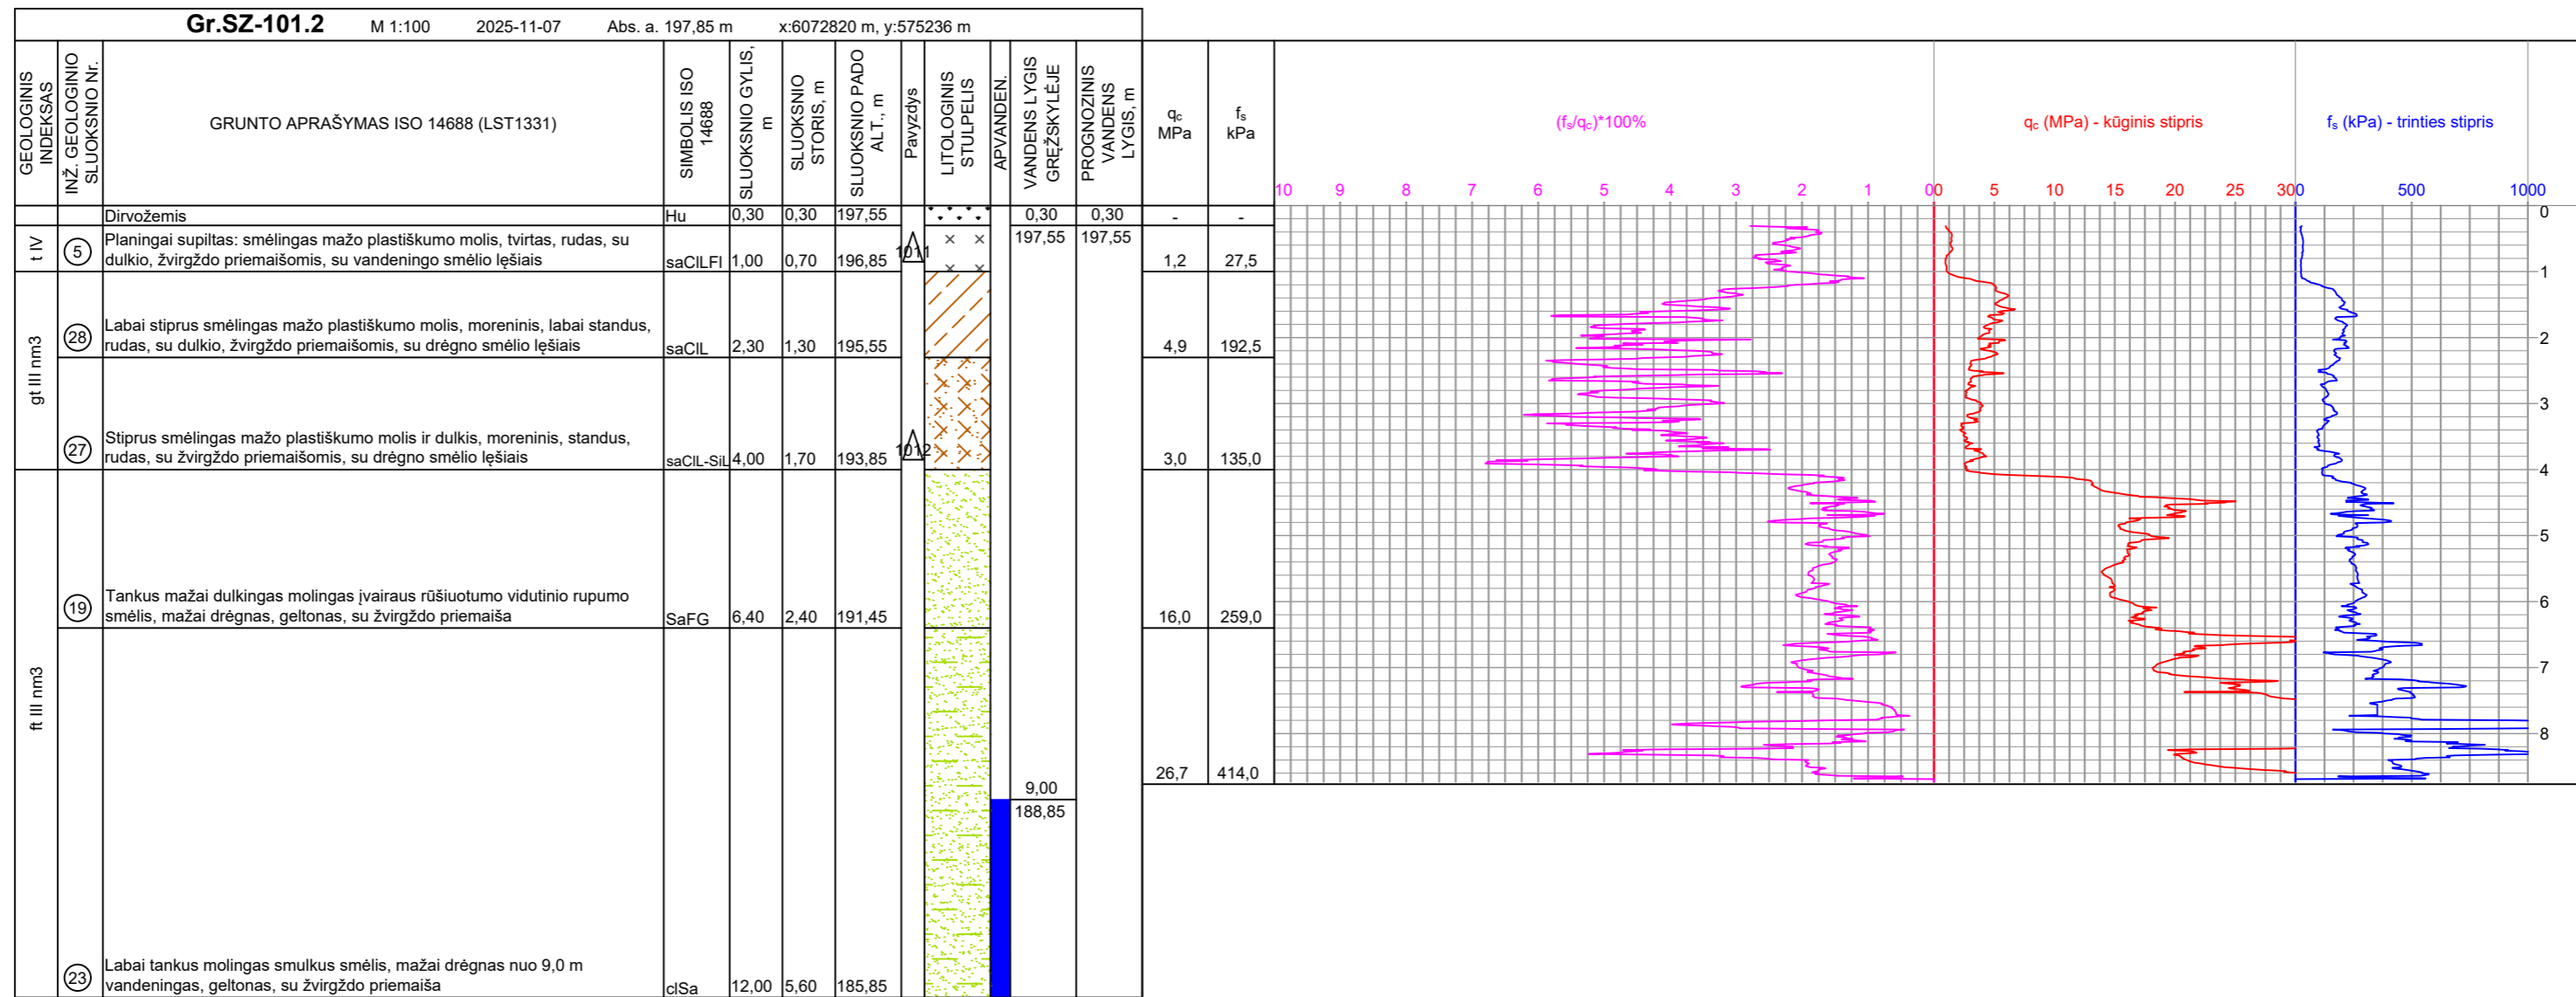 Gr.SZ-101.2 M 1:100 2025-11-07 Abs. a. 197,85 m x:6072820 m, y:575236 m
GEOLOGINIS
INDEKSAS
INŽ. GEOLOGINIO
SLUOKSNIO Nr.
GRUNTO APRAŠYMAS ISO 14688 (LST1331)
SIMBOLIS ISO
14688
SLUOKSNIO GYLIS,
m
SLUOKSNIO
STORIS, m
SLUOKSNIO PADO
ALT., m
Pavyzdys
LITOLOGINIS
STULPELIS
APVANDEN.
VANDENS LYGIS
GRĘŽSKYLĖJE
PROGNOZINIS
VANDENS
LYGIS, m
qc
MPa
fs
kPa
(fs/qc)*100%
qc (MPa) - kūginis stipris
fs (kPa) - trinties stipris
10 9 8 7 6 5 4 3 2 1 0
0 5 10 15 20 25 30
0 500 1000
Dirvožemis Hu 0,30 0,30 197,55 0,30 0,30 - -
197,55 197,55
t IV
5
Planingai supiltas: smėlingas mažo plastiškumo molis, tvirtas, rudas, su
dulkio, žvirgždo priemaišomis, su vandeningo smėlio lęšiais saClLFl 1,00 0,70 196,85 1011 1,2 27,5
gt III nm3
28
Labai stiprus smėlingas mažo plastiškumo molis, moreninis, labai standus,
rudas, su dulkio, žvirgždo priemaišomis, su drėgno smėlio lęšiais saClL 2,30 1,30 195,55 4,9 192,5
27
Stiprus smėlingas mažo plastiškumo molis ir dulkis, moreninis, standus,
rudas, su žvirgždo priemaišomis, su drėgno smėlio lęšiais saClL-SiL 4,00 1,70 193,85 1012 3,0 135,0
ft III nm3
19
Tankus mažai dulkingas molingas įvairaus rūšiuotumo vidutinio rupumo
smėlis, mažai drėgnas, geltonas, su žvirgždo priemaiša SaFG 6,40 2,40 191,45 16,0 259,0
26,7 414,0
9,00
188,85
23
Labai tankus molingas smulkus smėlis, mažai drėgnas nuo 9,0 m
vandeningas, geltonas, su žvirgždo priemaiša clSa 12,00 5,60 185,85
0
1
2
3
4
5
6
7
8